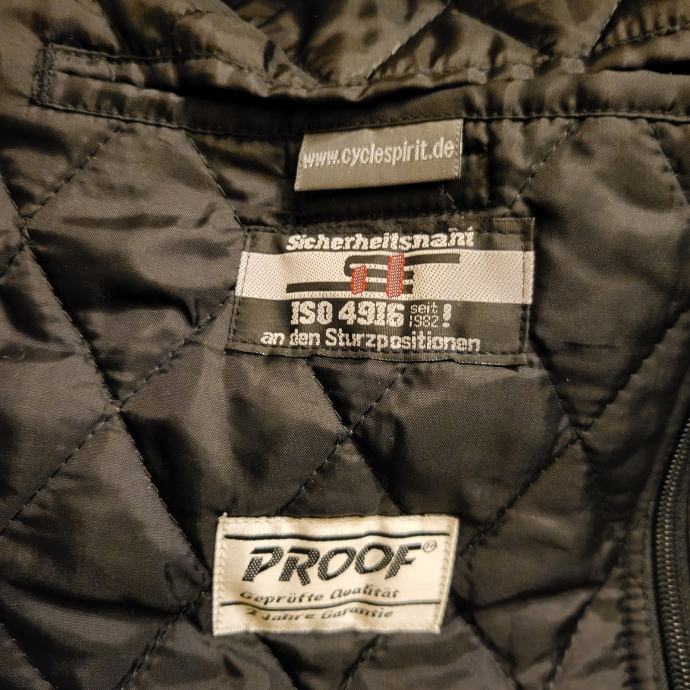 www.cyclespirit.de
Sicherheitsnaht
ISO 4916 seit 1982 !
an den Sturzpositionen
PROOF®
Geprüfte Qualität
2 Jahre Garantie